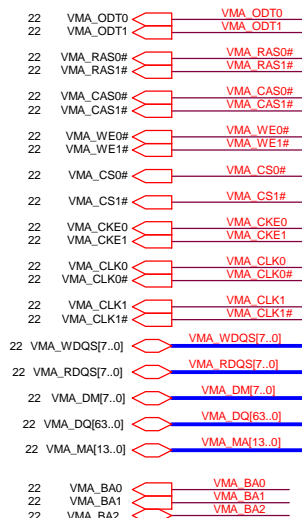 22 VMA_ODT0 VMA_ODT0
22 VMA_ODT1 VMA_ODT1
22 VMA_RAS0# VMA_RAS0#
22 VMA_RAS1# VMA_RAS1#
22 VMA_CAS0# VMA_CAS0#
22 VMA_CAS1# VMA_CAS1#
22 VMA_WE0# VMA_WE0#
22 VMA_WE1# VMA_WE1#
22 VMA_CS0# VMA_CS0#
22 VMA_CS1# VMA_CS1#
22 VMA_CKE0 VMA_CKE0
22 VMA_CKE1 VMA_CKE1
22 VMA_CLK0 VMA_CLK0
22 VMA_CLK0# VMA_CLK0#
22 VMA_CLK1 VMA_CLK1
22 VMA_CLK1# VMA_CLK1#
22 VMA_WDQS[7..0] VMA_WDQS[7..0]
22 VMA_RDQS[7..0] VMA_RDQS[7..0]
22 VMA_DM[7..0] VMA_DM[7..0]
22 VMA_DQ[63..0] VMA_DQ[63..0]
22 VMA_MA[13..0] VMA_MA[13..0]
22 VMA_BA0 VMA_BA0
22 VMA_BA1 VMA_BA1
22 VMA_BA2 VMA_BA2